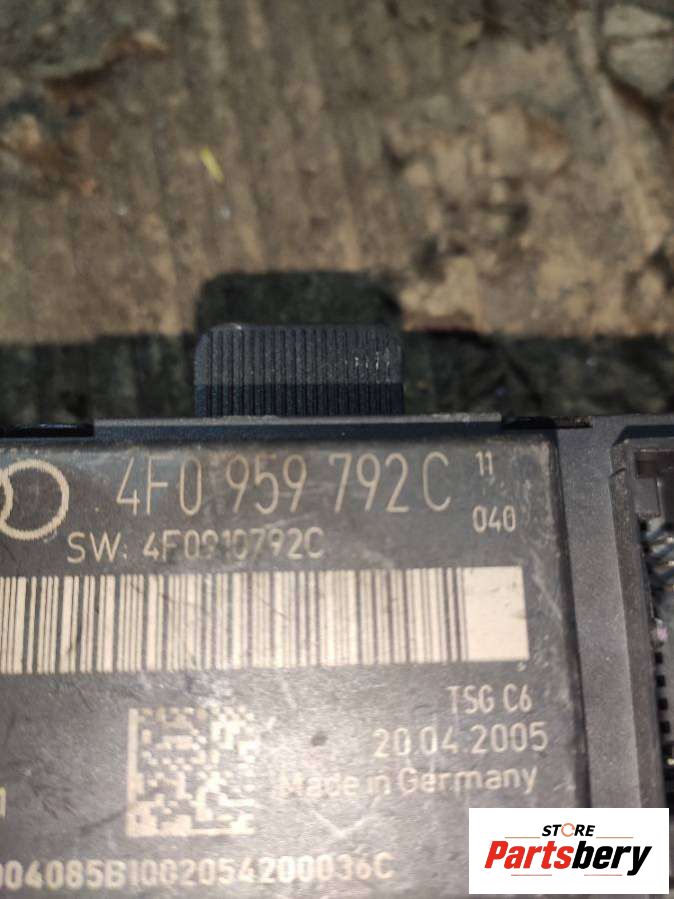 4F0 959 792 C 11
040
SW: 4F0910792C
TSG C6
20.04.2005
Made in Germany
004085B1002054200036C
STORE
Partsbery